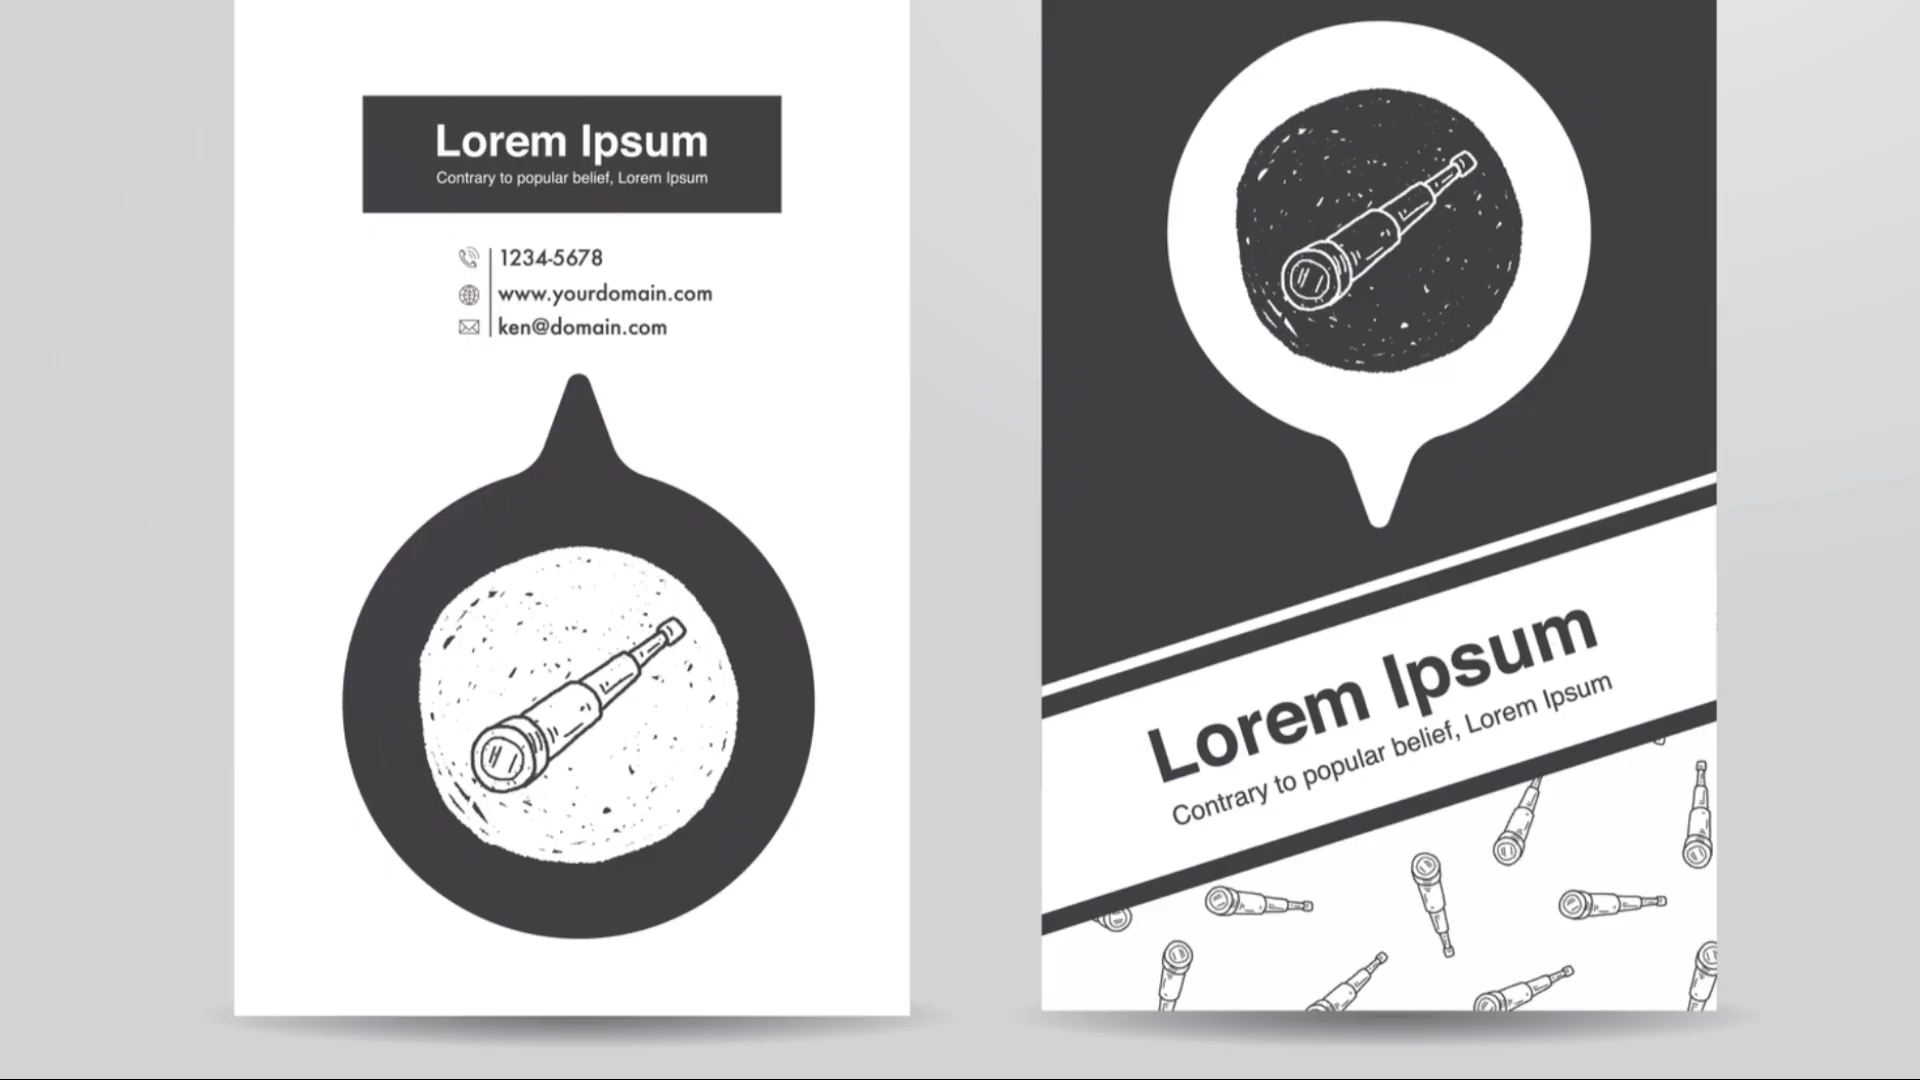 Lorem Ipsum
Contrary to popular belief, Lorem Ipsum
1234-5678
www.yourdomain.com
ken@domain.com
Lorem Ipsum
Contrary to popular belief, Lorem Ipsum